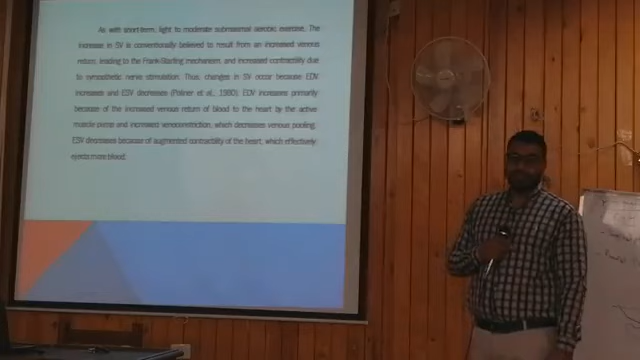 As with short-term, light to moderate submaximal aerobic exercise, The
increase in SV is conventionally believed to result from an increased venous
return, leading to the Frank-Starling mechanism, and increased contractility due
to sympathetic nerve stimulation. Thus, changes in SV occur because EDV
increases and ESV decreases (Poliner et al., 1980). EDV increases primarily
because of the increased venous return of blood to the heart by the active
muscle pump and increased venoconstriction, which decreases venous pooling.
ESV decreases because of augmented contractility of the heart, which effectively
ejects more blood.